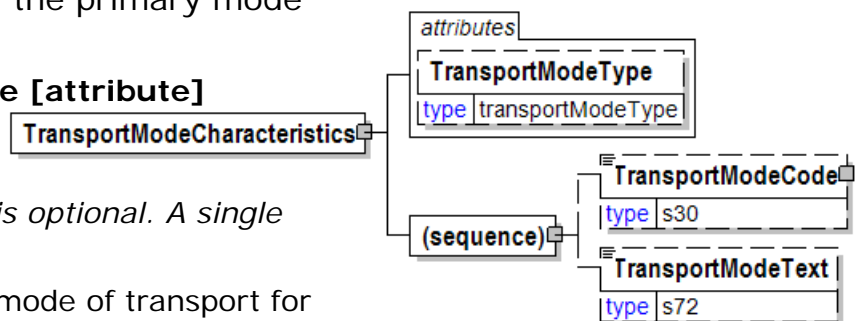 the primary mode
attributes
TransportModeType
type transportModeType
e [attribute]
TransportModeCharacteristics
is optional. A single
mode of transport for
(sequence)
TransportModeCode
type s30
TransportModeText
type s72